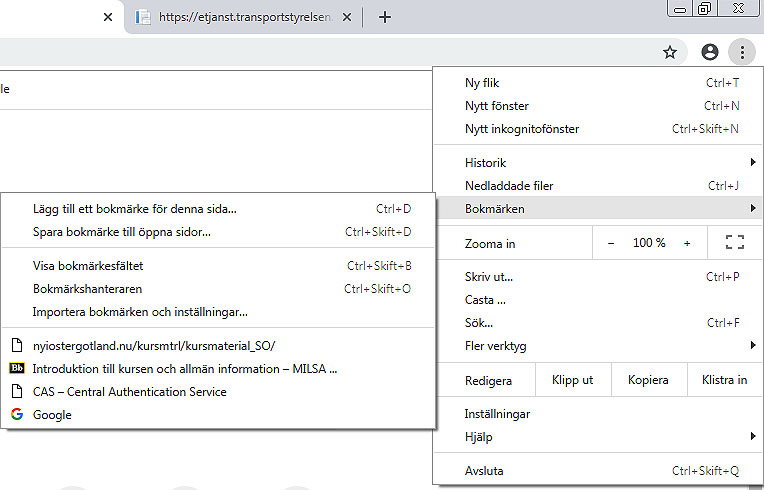 https://etjanst.transportstyrelsen.
le
Ny flik Ctrl+T
Nytt fönster Ctrl+N
Nytt inkognitofönster Ctrl+Skift+N
Historik
Nedladdade filer Ctrl+J
Bokmärken
Zooma in − 100 % +
Skriv ut... Ctrl+P
Casta ...
Sök... Ctrl+F
Fler verktyg
Redigera Klipp ut Kopiera Klistra in
Inställningar
Hjälp
Avsluta Ctrl+Skift+Q
Lägg till ett bokmärke för denna sida... Ctrl+D
Spara bokmärke till öppna sidor... Ctrl+Skift+D
Visa bokmärkesfältet Ctrl+Skift+B
Bokmärkshanteraren Ctrl+Skift+O
Importera bokmärken och inställningar...
nyiostergotland.nu/kursmtrl/kursmaterial_SO/
Bb Introduktion till kursen och allmän information – MILSA ...
CAS – Central Authentication Service
Google